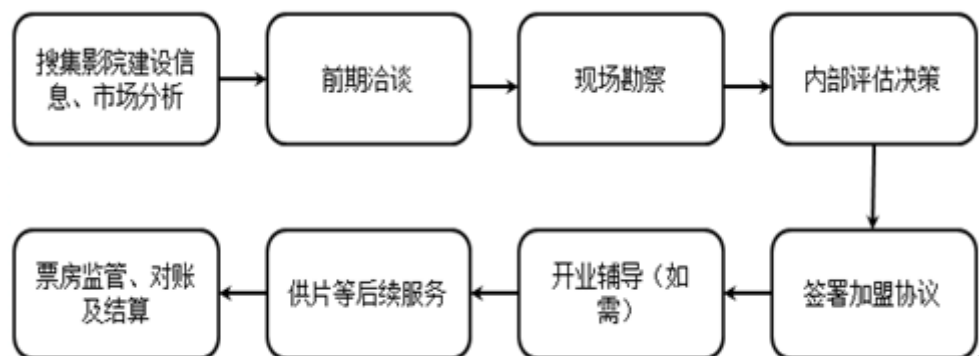 搜集影院建设信
息、市场分析
前期洽谈
现场勘察
内部评估决策
签署加盟协议
开业辅导（如
需）
供片等后续服务
票房监管、对账
及结算